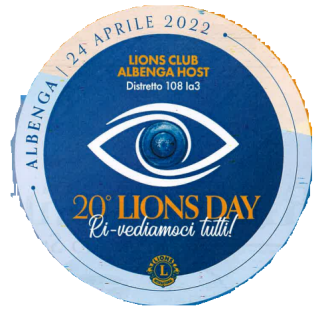 ALBENGA | 24 APRILE 2022
LIONS CLUB
ALBENGA HOST
Distretto 108 Ia3
20° LIONS DAY
Ri-vediamoci tutti!
LIONS
L